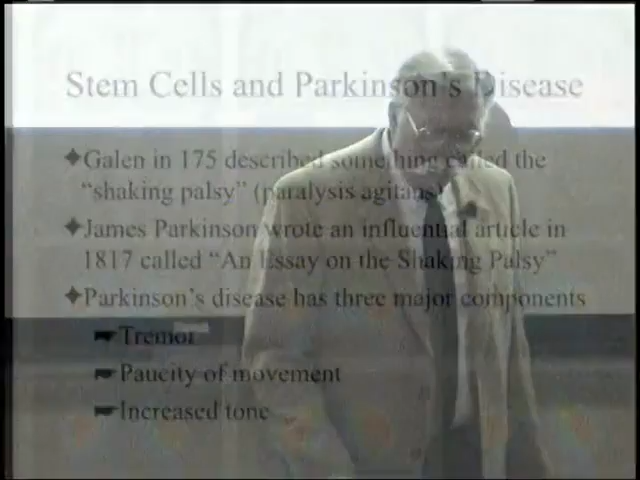 Stem Cells and Parkinson's Disease
Galen in 175 described something called the
"shaking palsy" (paralysis agitans)
James Parkinson wrote an influential article in
1817 called "An Essay on the Shaking Palsy"
Parkinson's disease has three major components
Tremor
Paucity of movement
Increased tone